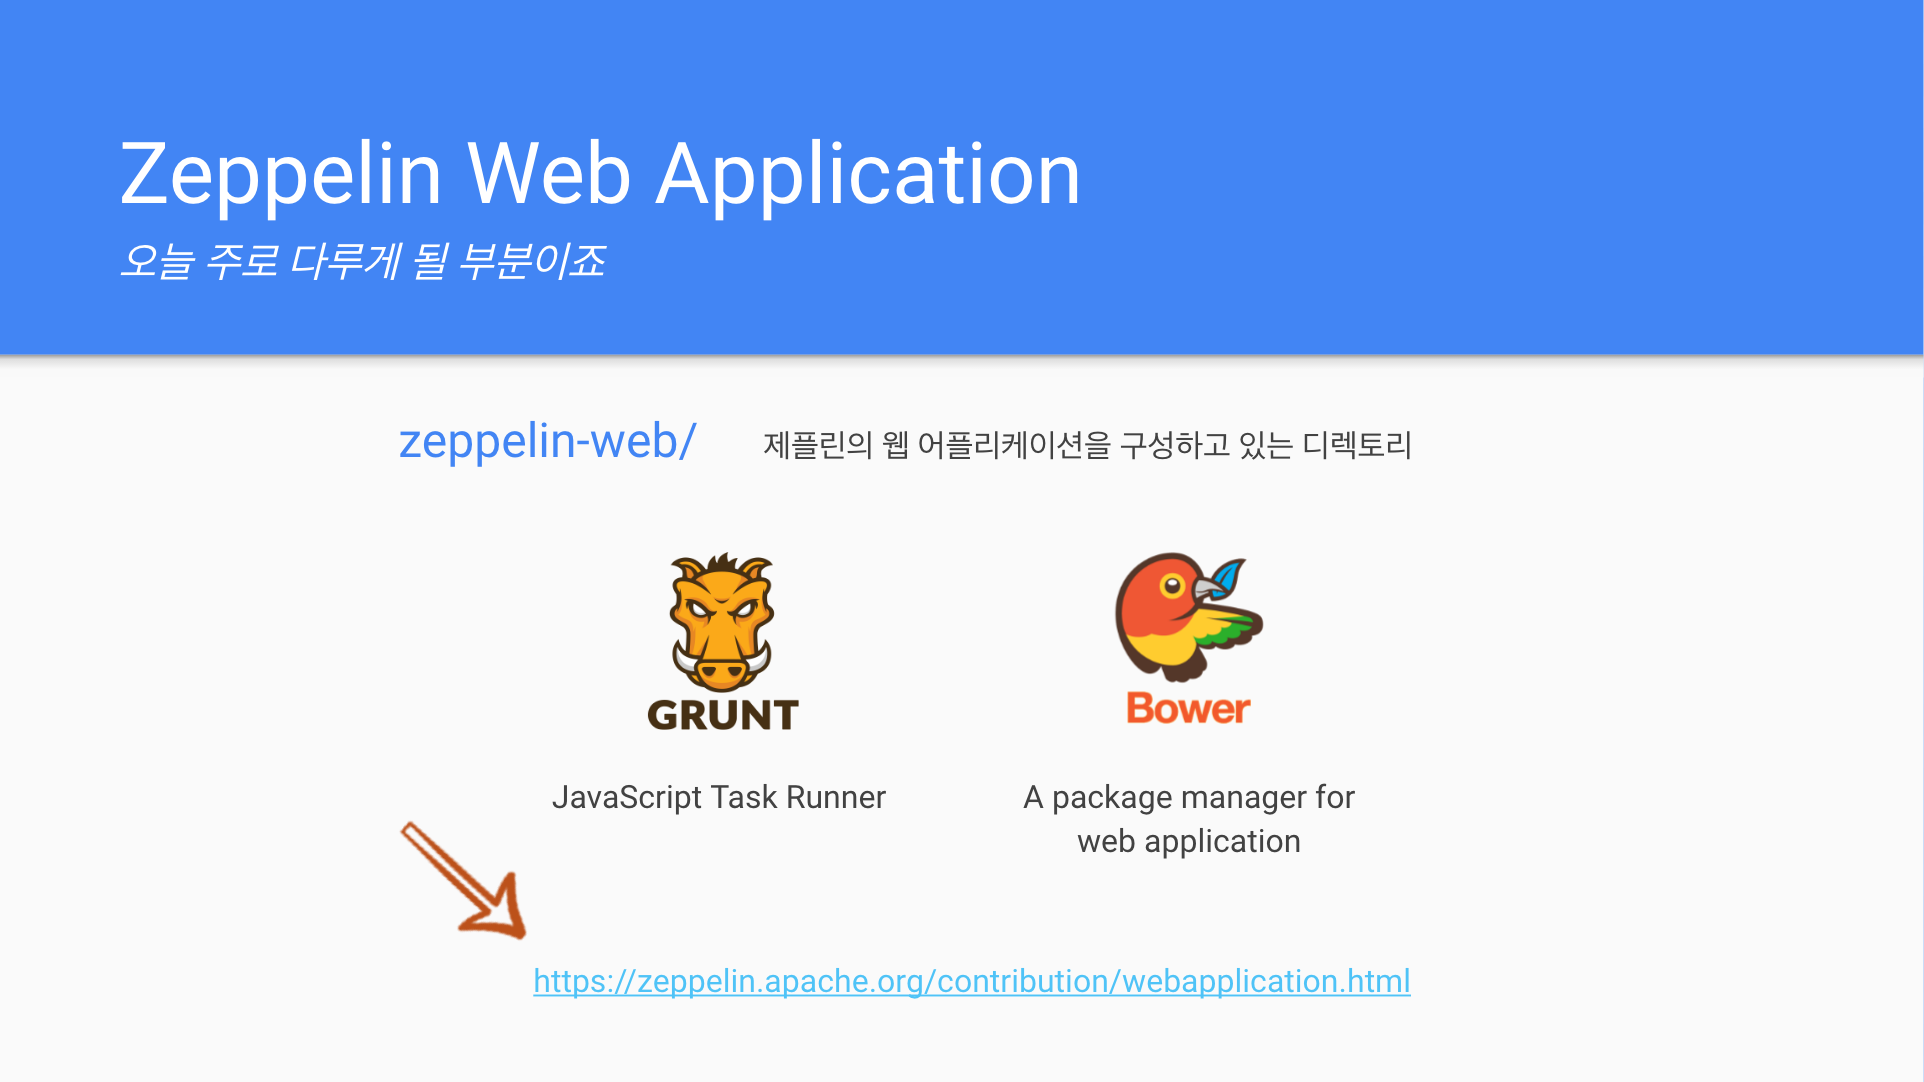 Zeppelin Web Application
오늘 주로 다루게 될 부분이죠
zeppelin-web/ 제플린의 웹 어플리케이션을 구성하고 있는 디렉토리
GRUNT
Bower
JavaScript Task Runner
A package manager for
web application
https://zeppelin.apache.org/contribution/webapplication.html